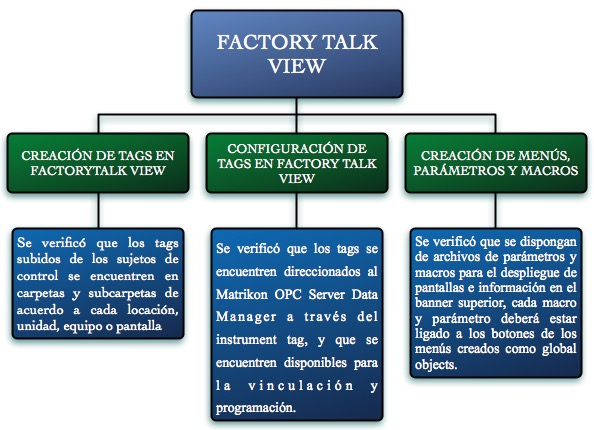 FACTORY TALK
VIEW
CREACIÓN DE TAGS EN
FACTORYTALK VIEW
Se verificó que los tags
subidos de los sujetos de
control se encuentren en
carpetas y subcarpetas de
acuerdo a cada locación,
unidad, equipo o pantalla
CONFIGURACIÓN DE
TAGS EN FACTORY TALK
VIEW
Se verificó que los tags se
encuentren direccionados al
Matrikon OPC Server Data
Manager a través del
instrument tag, y que se
encuentren disponibles para
la vinculación y
programación.
CREACIÓN DE MENÚS,
PARÁMETROS Y MACROS
Se verificó que se dispongan
de archivos de parámetros y
macros para el despliegue de
pantallas e información en el
banner superior, cada macro
y parámetro deberá estar
ligado a los botones de los
menús creados como global
objects.